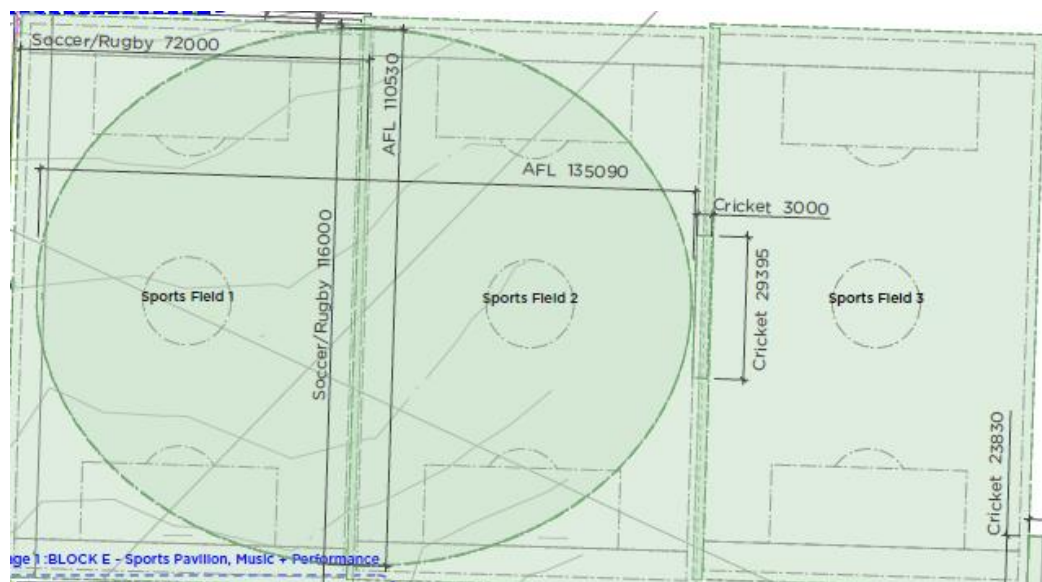 Soccer/Rugby 72000
AFL 110530
AFL 135090
Cricket 3000
Soccer/Rugby 116000
Cricket 29395
Sports Field 1
Sports Field 2
Sports Field 3
Cricket 23830
ge 1 :BLOCK E - Sports Pavilion, Music + Performance